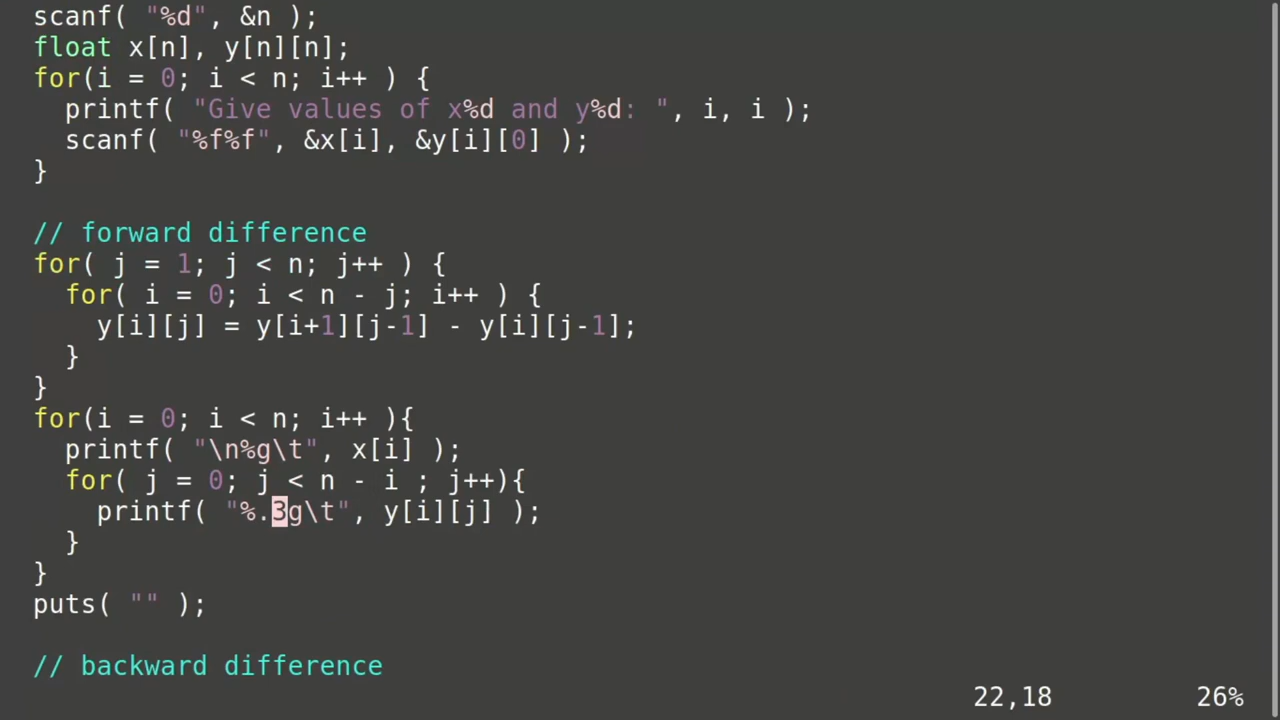 scanf( "%d", &n );
float x[n], y[n][n];
for(i = 0; i < n; i++ ) {
  printf( "Give values of x%d and y%d: ", i, i );
  scanf( "%f%f", &x[i], &y[i][0] );
}

// forward difference
for( j = 1; j < n; j++ ) {
  for( i = 0; i < n - j; i++ ) {
    y[i][j] = y[i+1][j-1] - y[i][j-1];
  }
}
for(i = 0; i < n; i++ ){
  printf( "\n%g\t", x[i] );
  for( j = 0; j < n - i ; j++){
    printf( "%.3g\t", y[i][j] );
  }
}
puts( "" );

// backward difference
22,18 26%